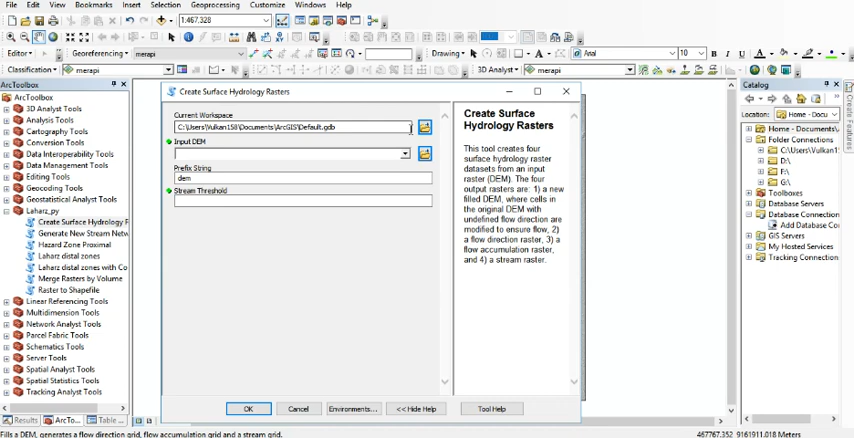 File Edit View Bookmarks Insert Selection Geoprocessing Customize Windows Help
1:467.328
Editor Georeferencing merapi Drawing Arial 10 B I U A
Classification merapi 3D Analyst merapi
ArcToolbox
ArcToolbox
3D Analyst Tools
Analysis Tools
Cartography Tools
Conversion Tools
Data Interoperability Tools
Data Management Tools
Editing Tools
Geocoding Tools
Geostatistical Analyst Tools
Laharz_py
Create Surface Hydrology R
Generate New Stream Netw
Hazard Zone Proximal
Laharz distal zones
Laharz distal zones with Co
Merge Rasters by Volume
Raster to Shapefile
Linear Referencing Tools
Multidimension Tools
Network Analyst Tools
Parcel Fabric Tools
Schematics Tools
Server Tools
Spatial Analyst Tools
Spatial Statistics Tools
Tracking Analyst Tools
Results ArcTo... Table ...
Create Surface Hydrology Rasters
Current Workspace
C:\Users\Vulkan158\Documents\ArcGIS\Default.gdb
Input DEM
Prefix String
dem
Stream Threshold
OK Cancel Environments... << Hide Help Tool Help
Create Surface
Hydrology Rasters
This tool creates four
surface hydrology raster
datasets from an input
raster (DEM). The four
output rasters are: 1) a new
filled DEM, where cells in
the original DEM with
undefined flow direction are
modified to ensure flow, 2)
a flow direction raster, 3) a
flow accumulation raster,
and 4) a stream raster.
Catalog
Location: Home - Docu
Home - Documents\
Folder Connections
C:\Users\Vulkan15
D:\
F:\
G:\
Toolboxes
Database Servers
Database Connection
Add Database Co
GIS Servers
My Hosted Services
Tracking Connection
Create Features
Fills a DEM, generates a flow direction grid, flow accumulation grid and a stream grid.
467767.352 9161911.018 Meters